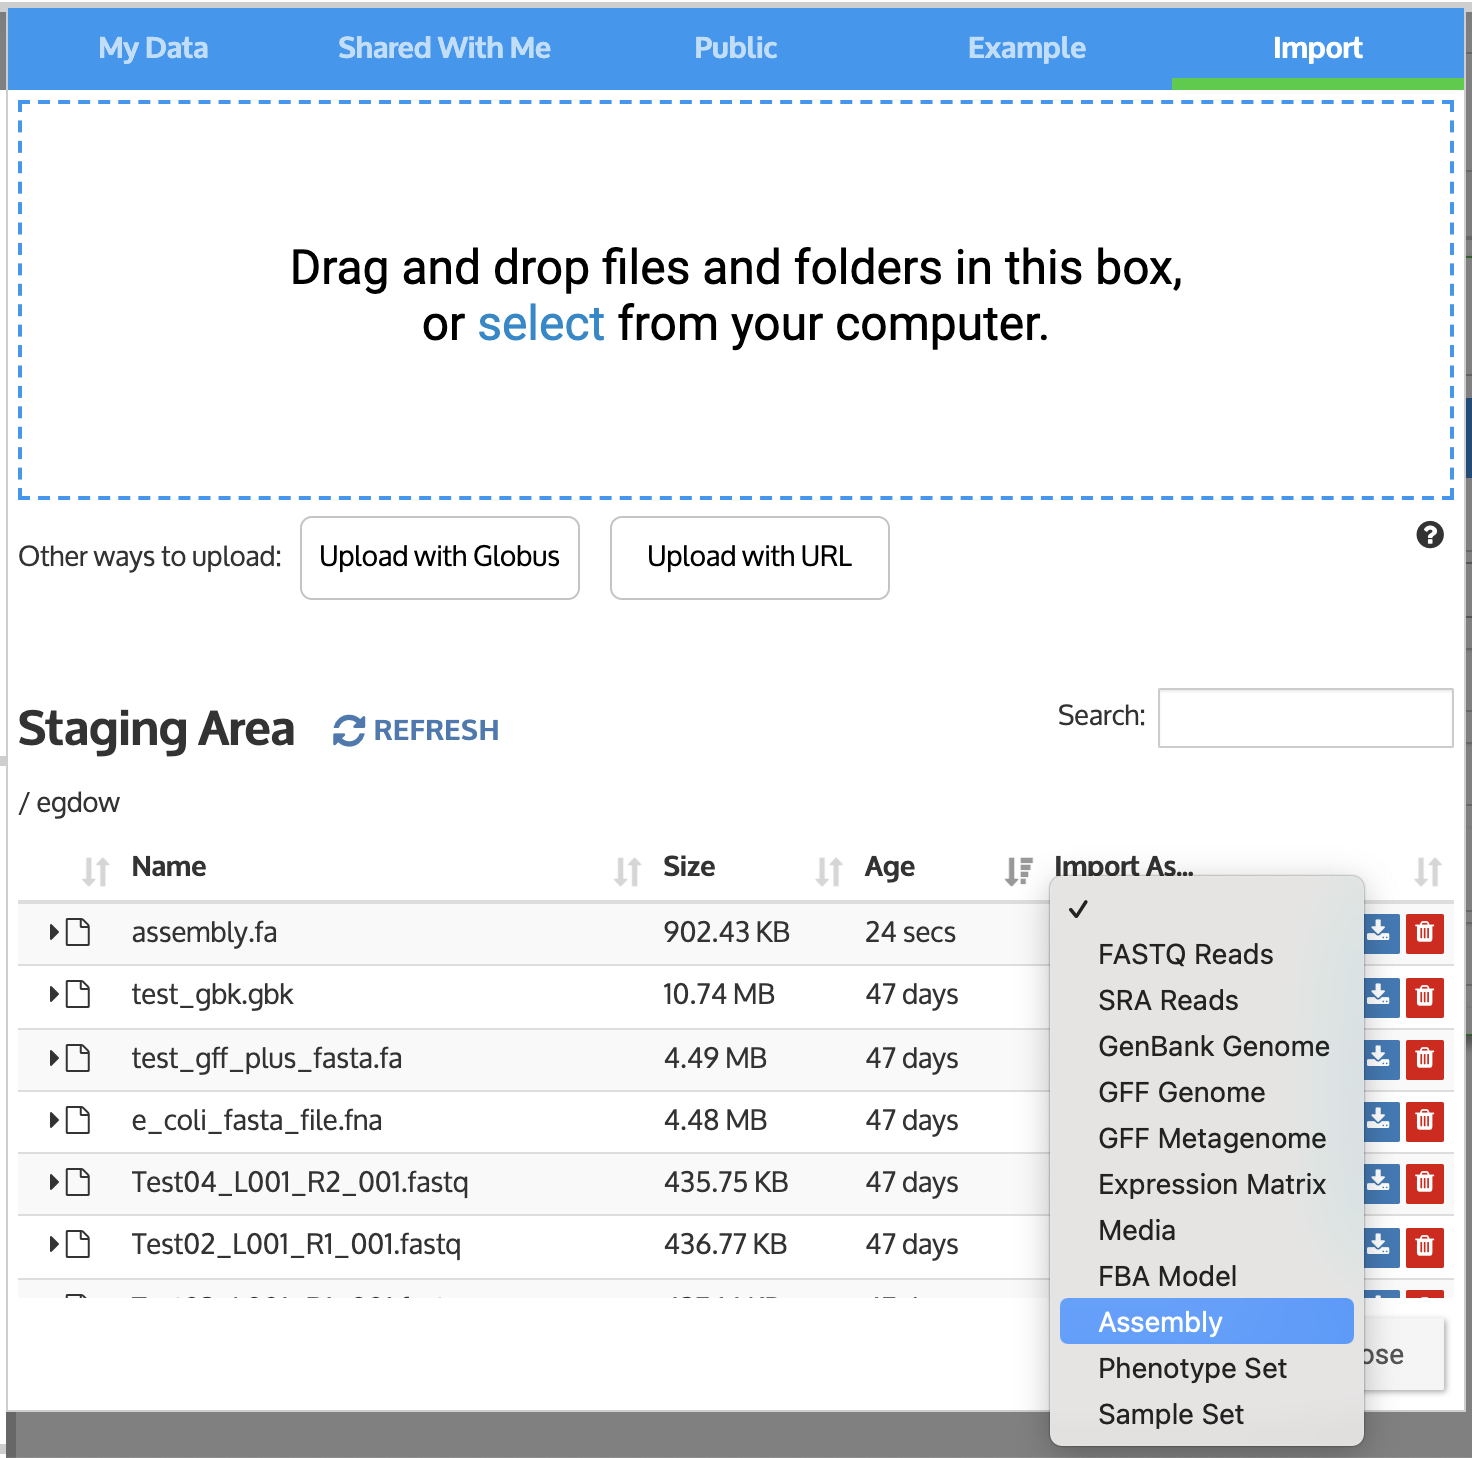 My Data Shared With Me Public Example Import
Drag and drop files and folders in this box,
or select from your computer.
Other ways to upload: Upload with Globus Upload with URL
Staging Area REFRESH Search:
/ egdow
Name Size Age Import As...
assembly.fa 902.43 KB 24 secs
test_gbk.gbk 10.74 MB 47 days
test_gff_plus_fasta.fa 4.49 MB 47 days
e_coli_fasta_file.fna 4.48 MB 47 days
Test04_L001_R2_001.fastq 435.75 KB 47 days
Test02_L001_R1_001.fastq 436.77 KB 47 days
FASTQ Reads
SRA Reads
GenBank Genome
GFF Genome
GFF Metagenome
Expression Matrix
Media
FBA Model
Assembly
Phenotype Set
Sample Set
ose